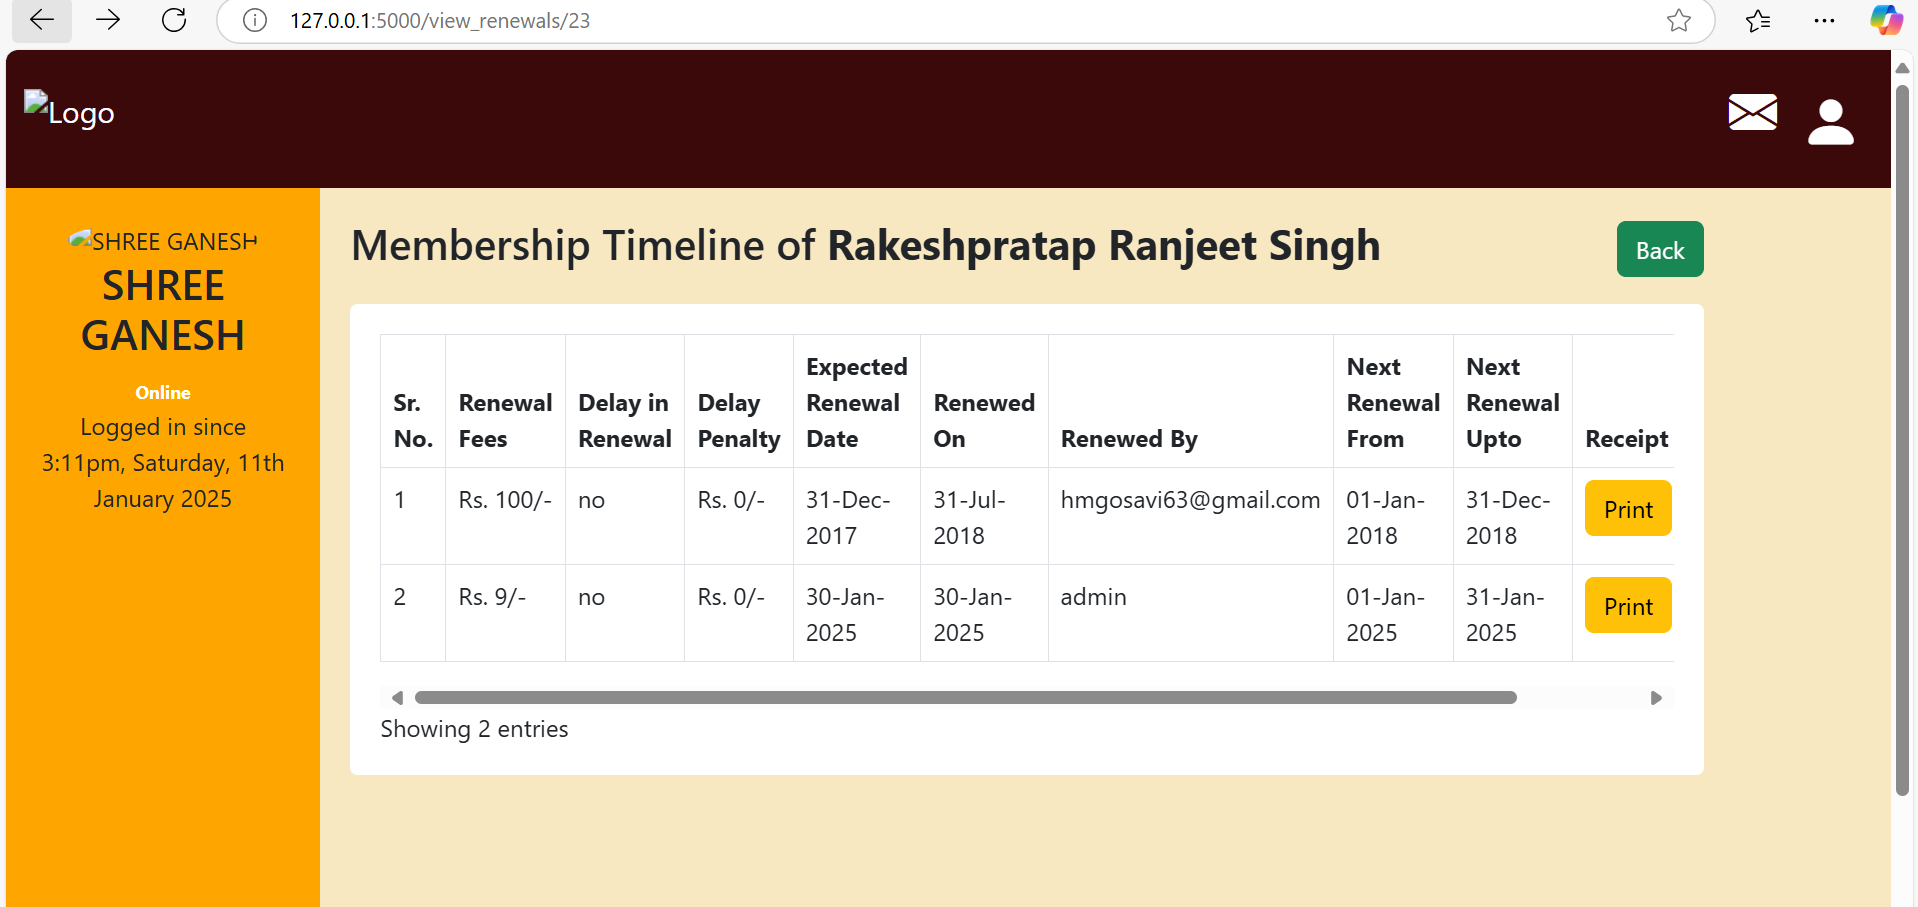 127.0.0.1:5000/view_renewals/23
Logo
SHREE GANESH
SHREE
GANESH
Online
Logged in since
3:11pm, Saturday, 11th
January 2025
Membership Timeline of Rakeshpratap Ranjeet Singh
Back
Sr. No. Renewal Fees Delay in Renewal Delay Penalty Expected Renewal Date Renewed On Renewed By Next Renewal From Next Renewal Upto Receipt
1 Rs. 100/- no Rs. 0/- 31-Dec-2017 31-Jul-2018 hmgosavi63@gmail.com 01-Jan-2018 31-Dec-2018 Print
2 Rs. 9/- no Rs. 0/- 30-Jan-2025 30-Jan-2025 admin 01-Jan-2025 31-Jan-2025 Print
Showing 2 entries